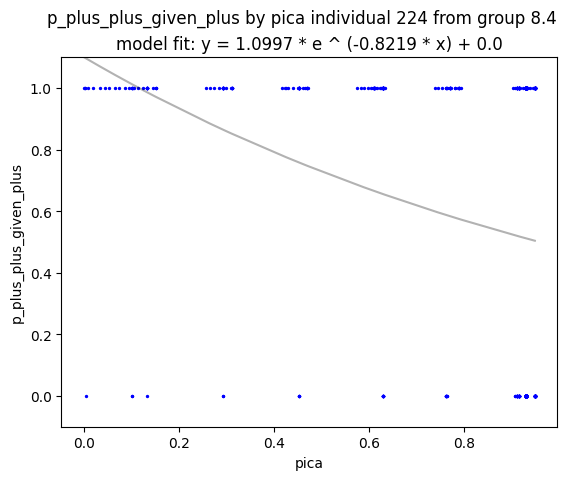 p_plus_plus_given_plus by pica individual 224 from group 8.4
model fit: y = 1.0997 * e ^ (-0.8219 * x) + 0.0
p_plus_plus_given_plus
1.0
0.8
0.6
0.4
0.2
0.0
0.0 0.2 0.4 0.6 0.8
pica